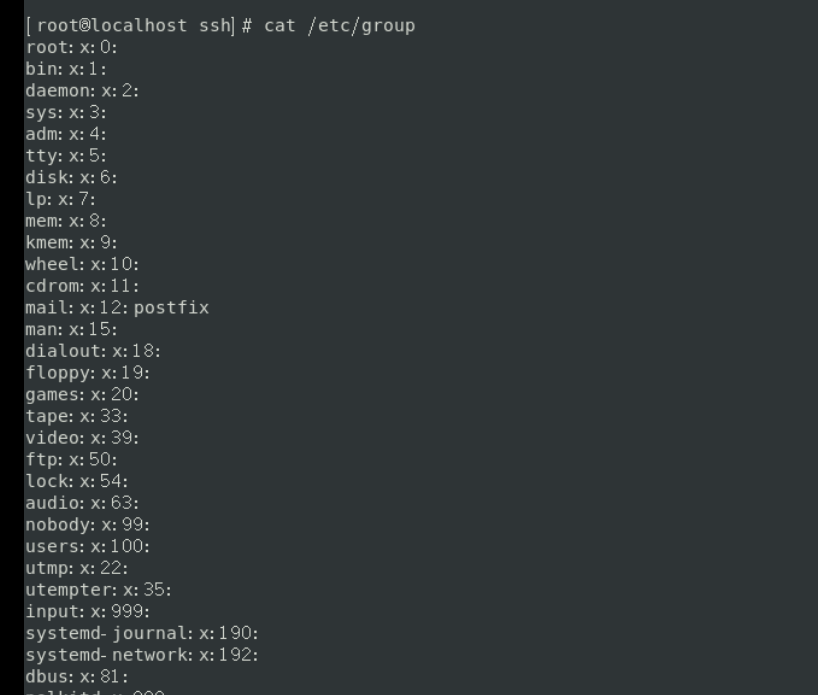 [root@localhost ssh]# cat /etc/group
root:x:0:
bin:x:1:
daemon:x:2:
sys:x:3:
adm:x:4:
tty:x:5:
disk:x:6:
lp:x:7:
mem:x:8:
kmem:x:9:
wheel:x:10:
cdrom:x:11:
mail:x:12:postfix
man:x:15:
dialout:x:18:
floppy:x:19:
games:x:20:
tape:x:33:
video:x:39:
ftp:x:50:
lock:x:54:
audio:x:63:
nobody:x:99:
users:x:100:
utmp:x:22:
utempter:x:35:
input:x:999:
systemd-journal:x:190:
systemd-network:x:192:
dbus:x:81: